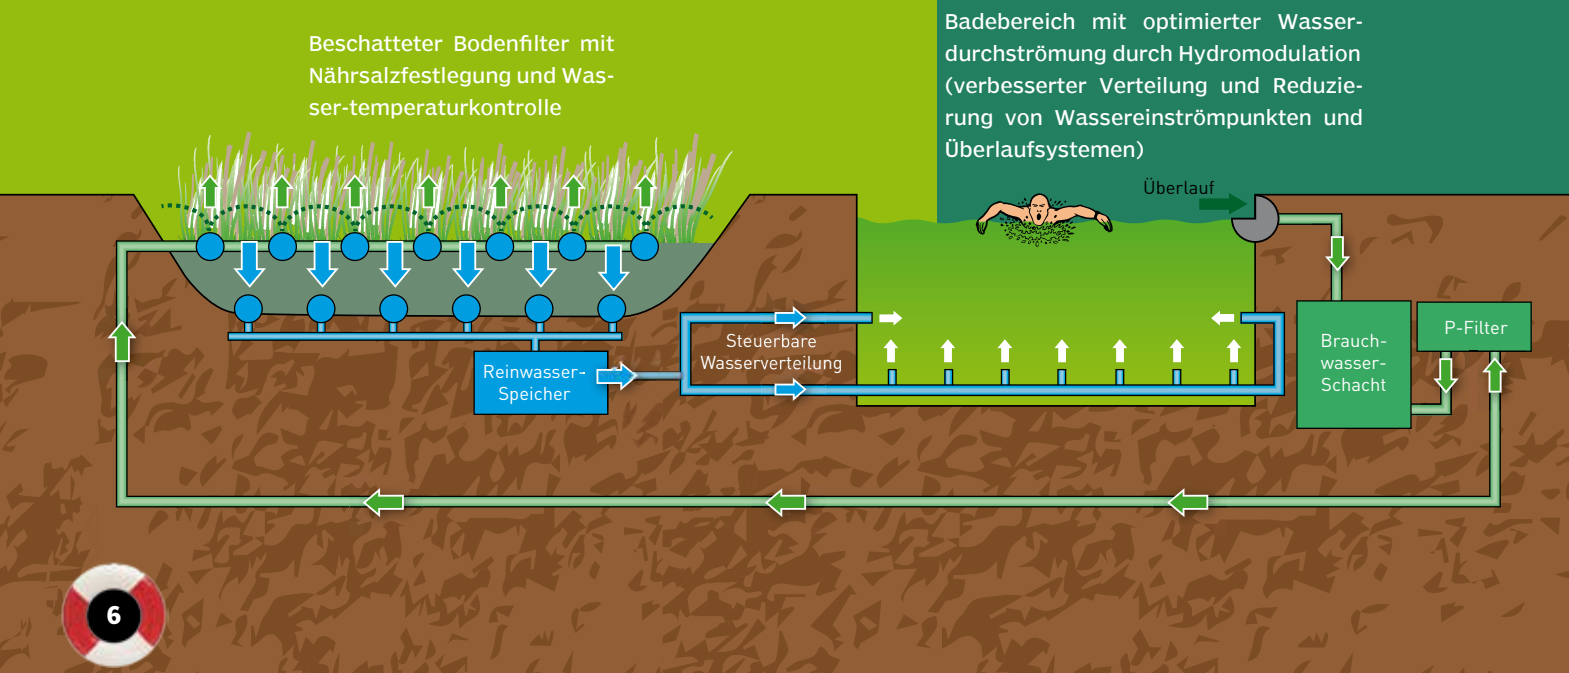 Beschatteter Bodenfilter mit
Nährsalzfestlegung und Was-
ser-temperaturkontrolle
Badebereich mit optimierter Wasser-
durchströmung durch Hydromodulation
(verbesserter Verteilung und Reduzie-
rung von Wassereinströmpunkten und
Überlaufsystemen)
Überlauf
Steuerbare
Wasserverteilung
Reinwasser-
Speicher
Brauch-
wasser-
Schacht
P-Filter
6